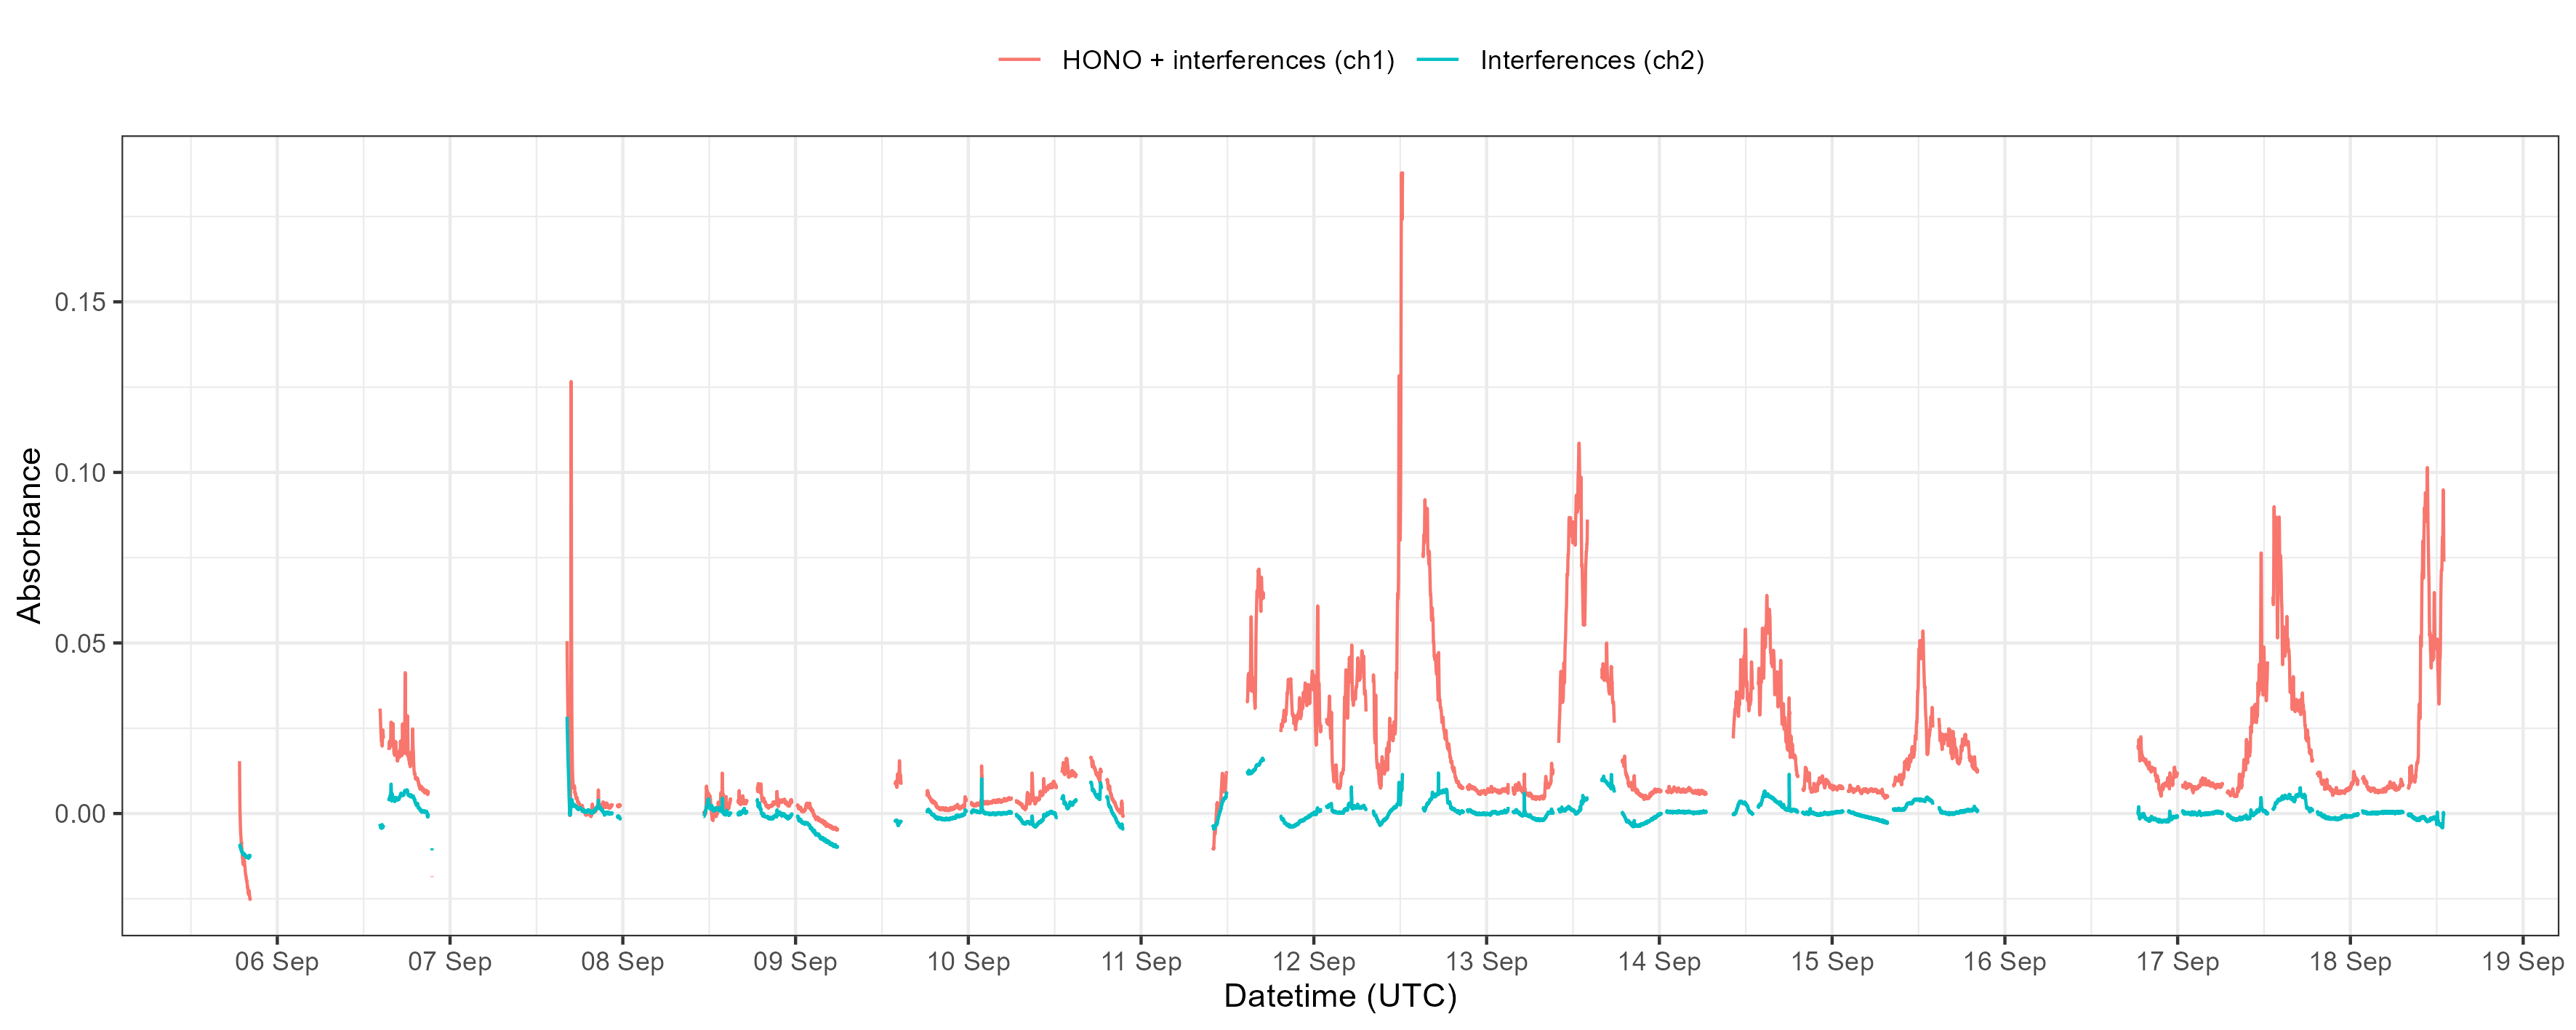 HONO + interferences (ch1) Interferences (ch2)
Absorbance
0.15
0.10
0.05
0.00
06 Sep 07 Sep 08 Sep 09 Sep 10 Sep 11 Sep 12 Sep 13 Sep 14 Sep 15 Sep 16 Sep 17 Sep 18 Sep 19 Sep
Datetime (UTC)